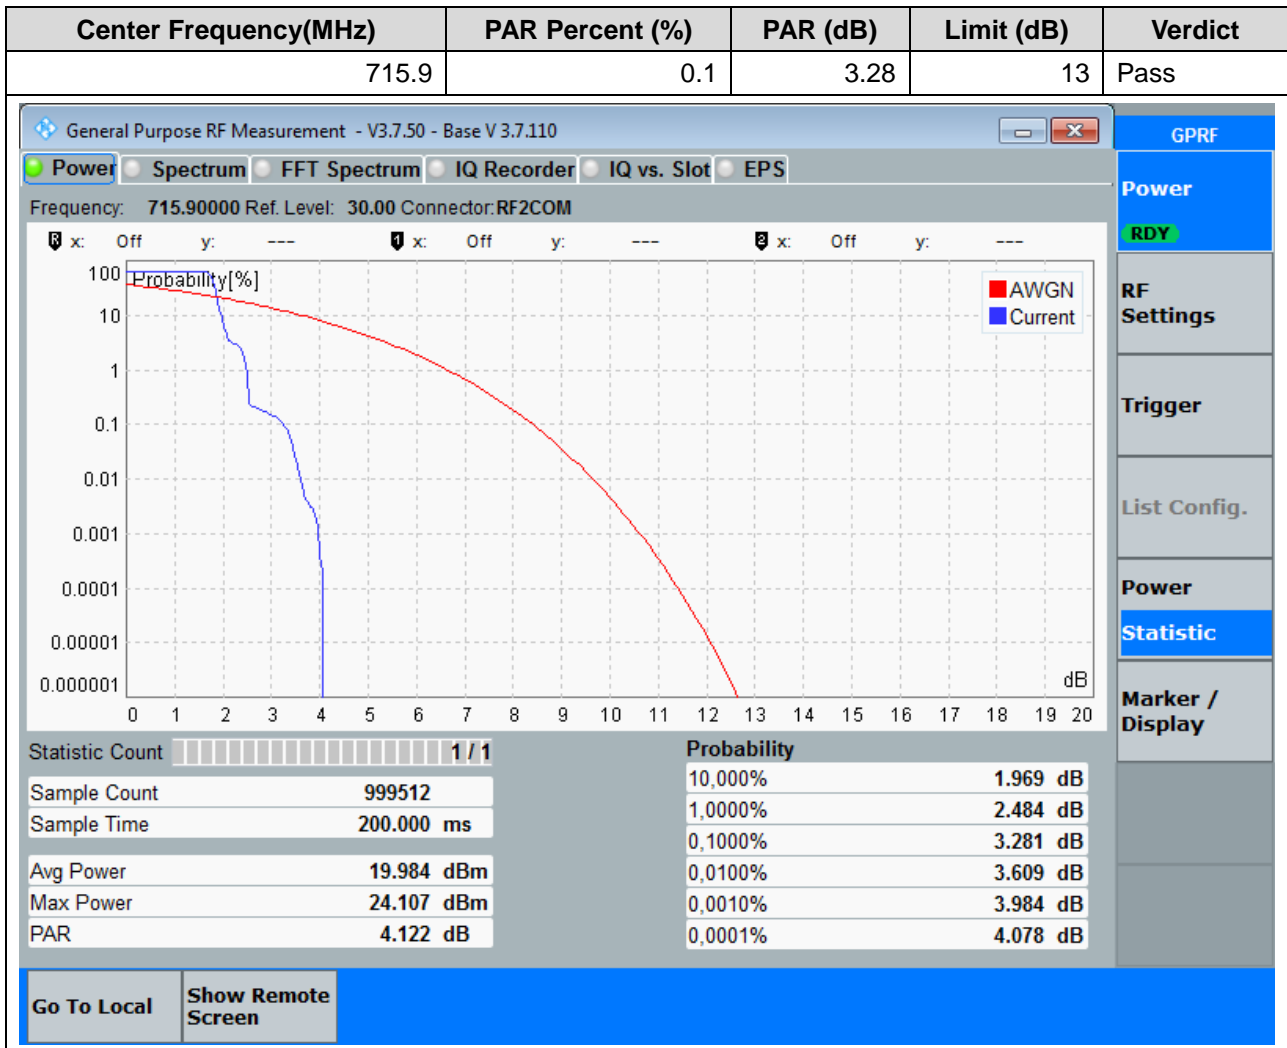 Center Frequency(MHz) PAR Percent (%) PAR (dB) Limit (dB) Verdict
715.9 0.1 3.28 13 Pass
General Purpose RF Measurement - V3.7.50 - Base V 3.7.110
GPRF
Power Spectrum FFT Spectrum IQ Recorder IQ vs. Slot EPS
Frequency: 715.90000 Ref. Level: 30.00 Connector:RF2COM
R x: Off y: --- 1 x: Off y: --- 2 x: Off y: ---
Probability[%]
100
10
1
0.1
0.01
0.001
0.0001
0.00001
0.000001
AWGN
Current
dB
0 1 2 3 4 5 6 7 8 9 10 11 12 13 14 15 16 17 18 19 20
Statistic Count 1 / 1
Sample Count 999512
Sample Time 200.000 ms
Avg Power 19.984 dBm
Max Power 24.107 dBm
PAR 4.122 dB
Probability
10,000% 1.969 dB
1,0000% 2.484 dB
0,1000% 3.281 dB
0,0100% 3.609 dB
0,0010% 3.984 dB
0,0001% 4.078 dB
Power
RDY
RF
Settings
Trigger
List Config.
Power
Statistic
Marker /
Display
Go To Local
Show Remote
Screen